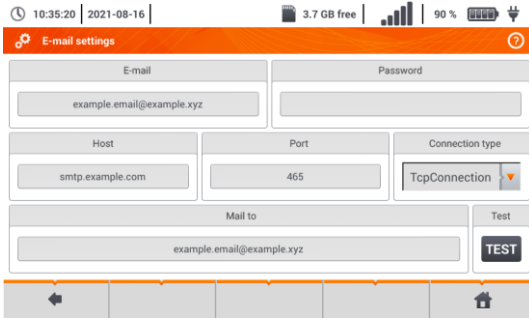 10:35:20 2021-08-16 3.7 GB free 90 %
E-mail settings ?
E-mail Password
example.email@example.xyz
Host Port Connection type
smtp.example.com 465 TcpConnection
Mail to Test
example.email@example.xyz TEST